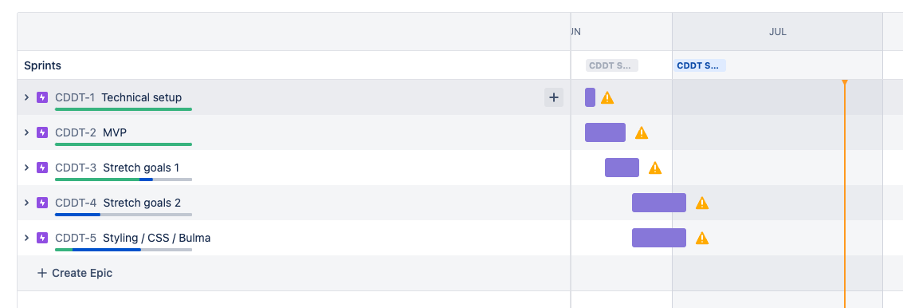 JN
JUL
Sprints
CDDT S...
CDDT S...
CDDT-1 Technical setup
CDDT-2 MVP
CDDT-3 Stretch goals 1
CDDT-4 Stretch goals 2
CDDT-5 Styling / CSS / Bulma
+ Create Epic